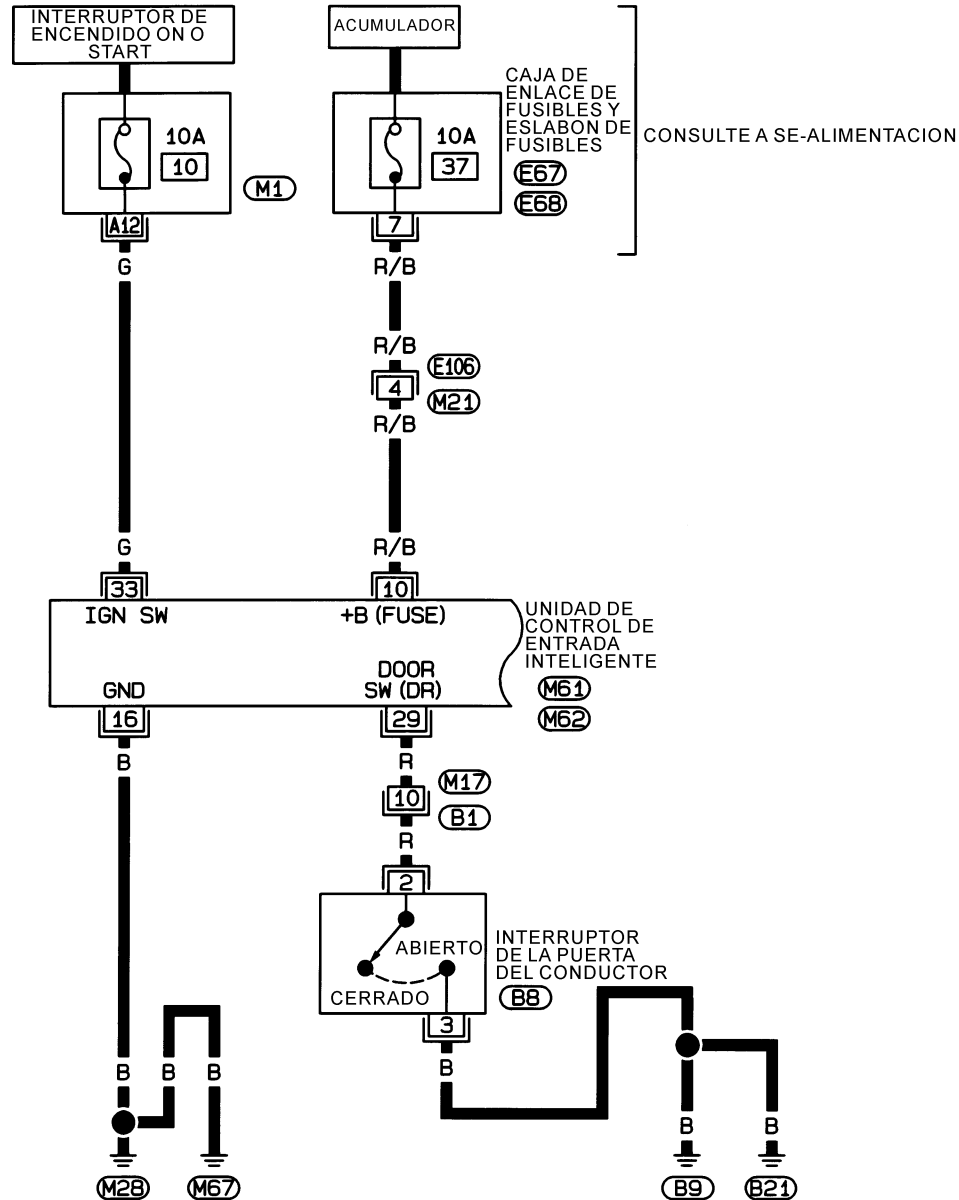 INTERRUPTOR DE
ENCENDIDO ON O
START
ACUMULADOR
10A
10
M1
A12
10A
37
7
CAJA DE
ENLACE DE
FUSIBLES Y
ESLABON DE
FUSIBLES
E67
E68
CONSULTE A SE-ALIMENTACION
G
R/B
R/B
E106
4
M21
R/B
G
R/B
33
10
IGN SW
+B (FUSE)
UNIDAD DE
CONTROL DE
ENTRADA
INTELIGENTE
M61
M62
GND
DOOR
SW (DR)
16
29
B
R
M17
10
B1
R
2
ABIERTO
CERRADO
INTERRUPTOR
DE LA PUERTA
DEL CONDUCTOR
B8
3
B
B
B
B
B
B
M28
M67
B9
B21